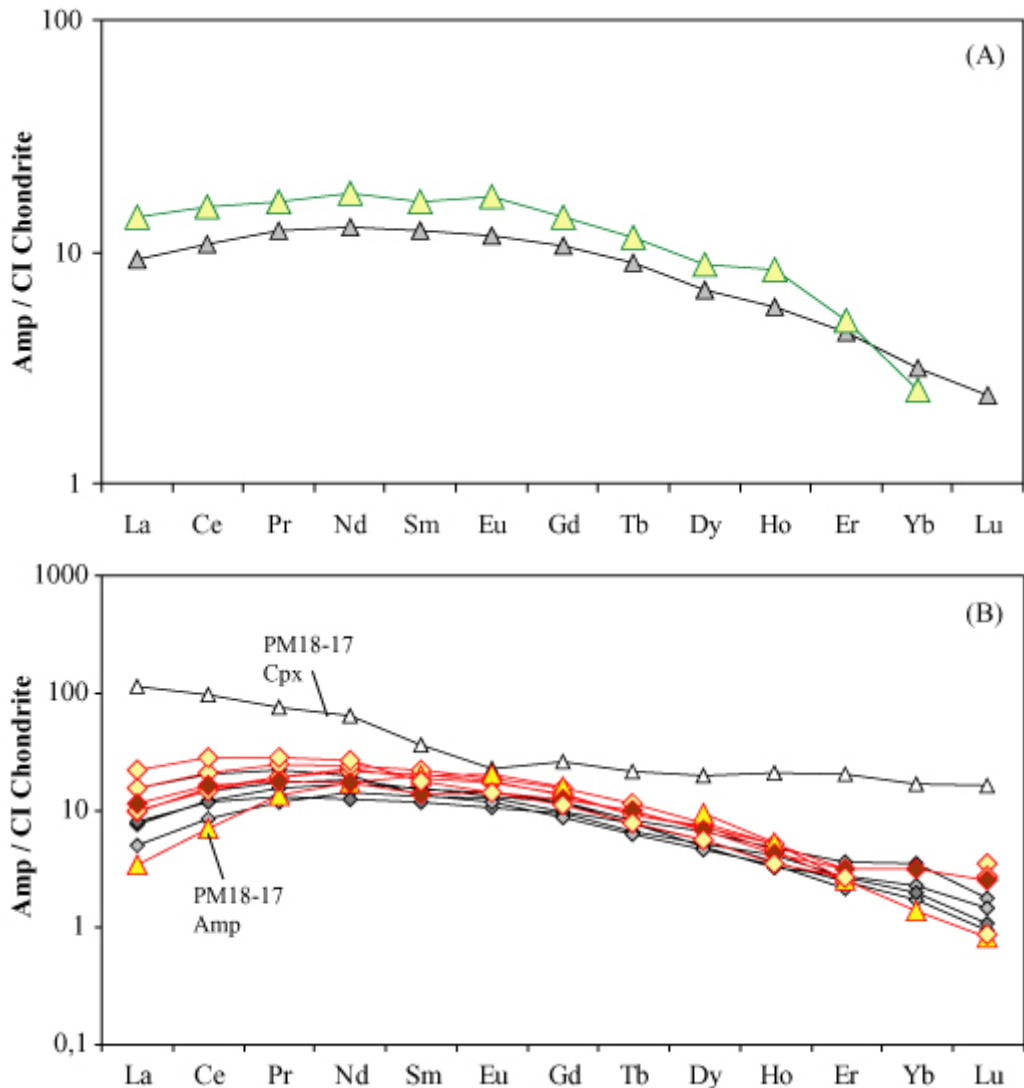 100
(A)
10
1
Amp / CI Chondrite
La Ce Pr Nd Sm Eu Gd Tb Dy Ho Er Yb Lu
1000
(B)
PM18-17
Cpx
100
10
PM18-17
Amp
1
0,1
Amp / CI Chondrite
La Ce Pr Nd Sm Eu Gd Tb Dy Ho Er Yb Lu